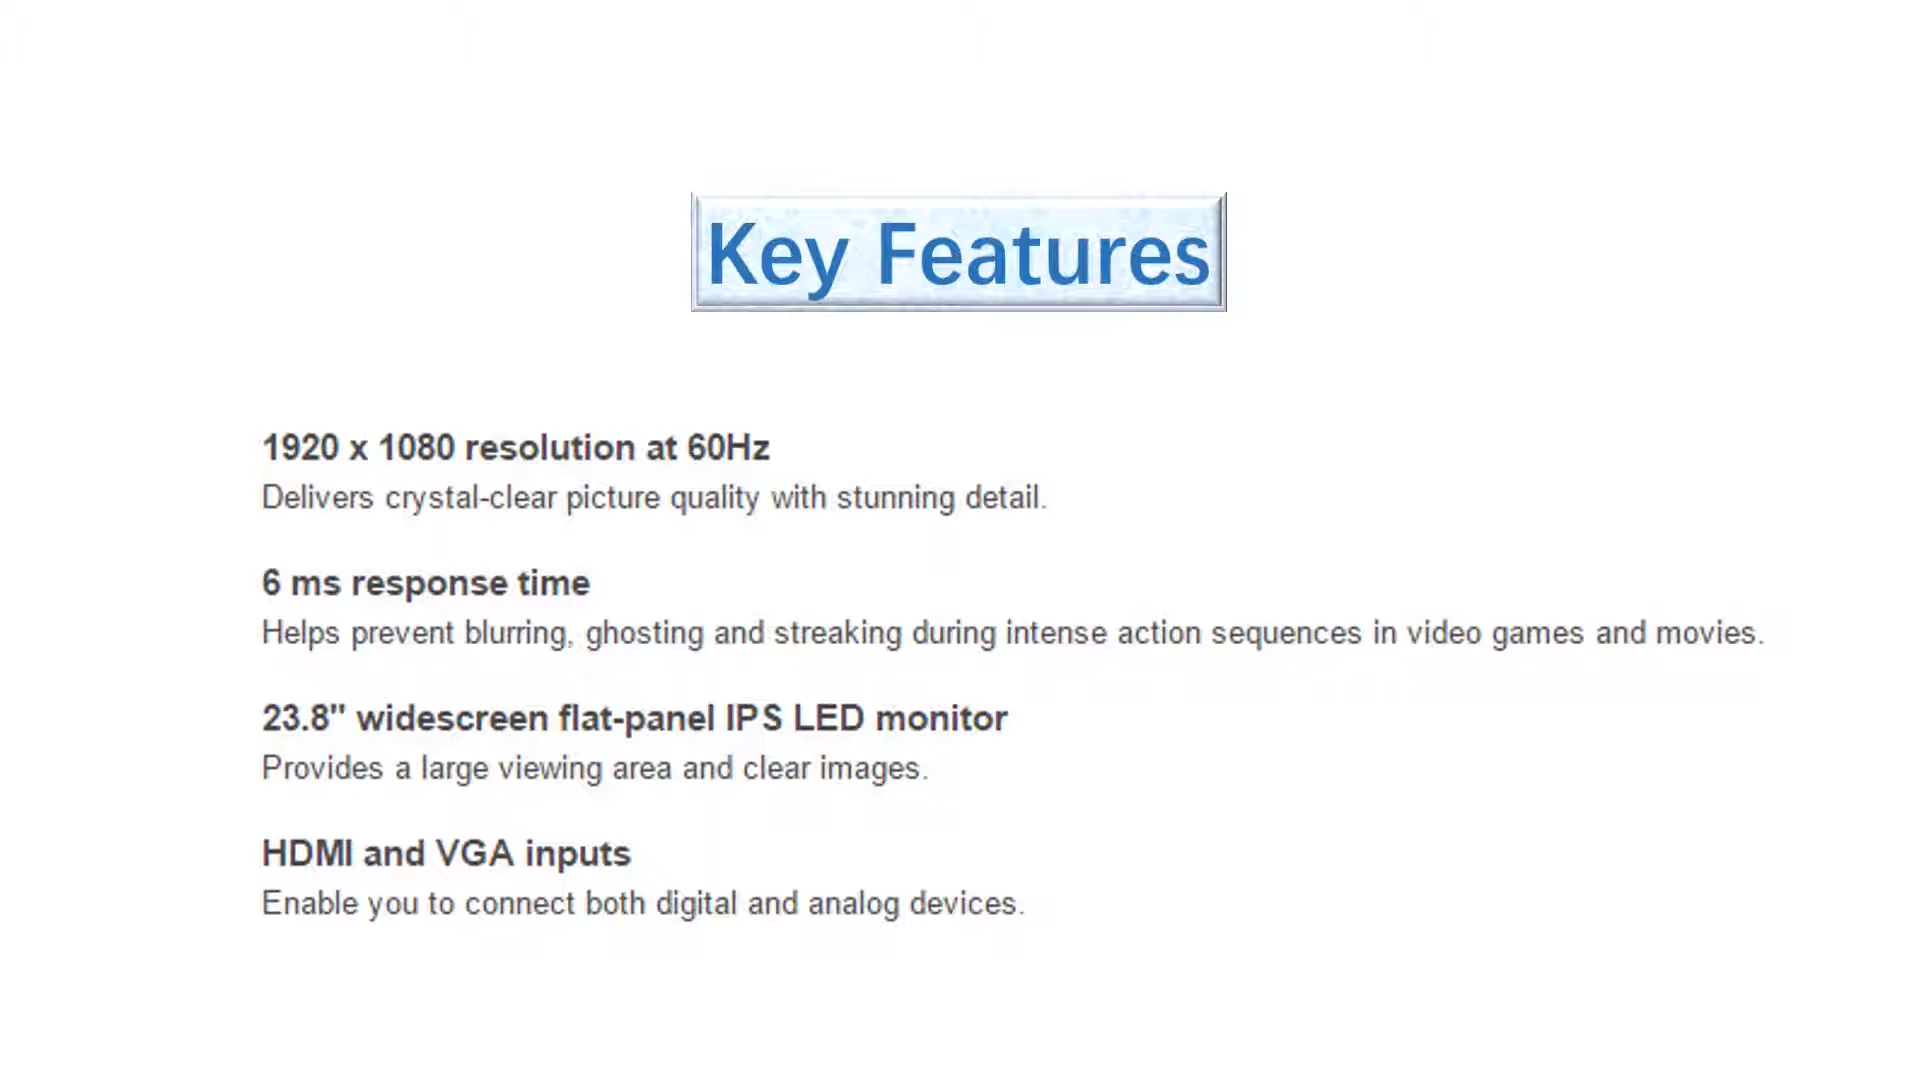 Key Features
1920 x 1080 resolution at 60Hz
Delivers crystal-clear picture quality with stunning detail.
6 ms response time
Helps prevent blurring, ghosting and streaking during intense action sequences in video games and movies.
23.8" widescreen flat-panel IPS LED monitor
Provides a large viewing area and clear images.
HDMI and VGA inputs
Enable you to connect both digital and analog devices.